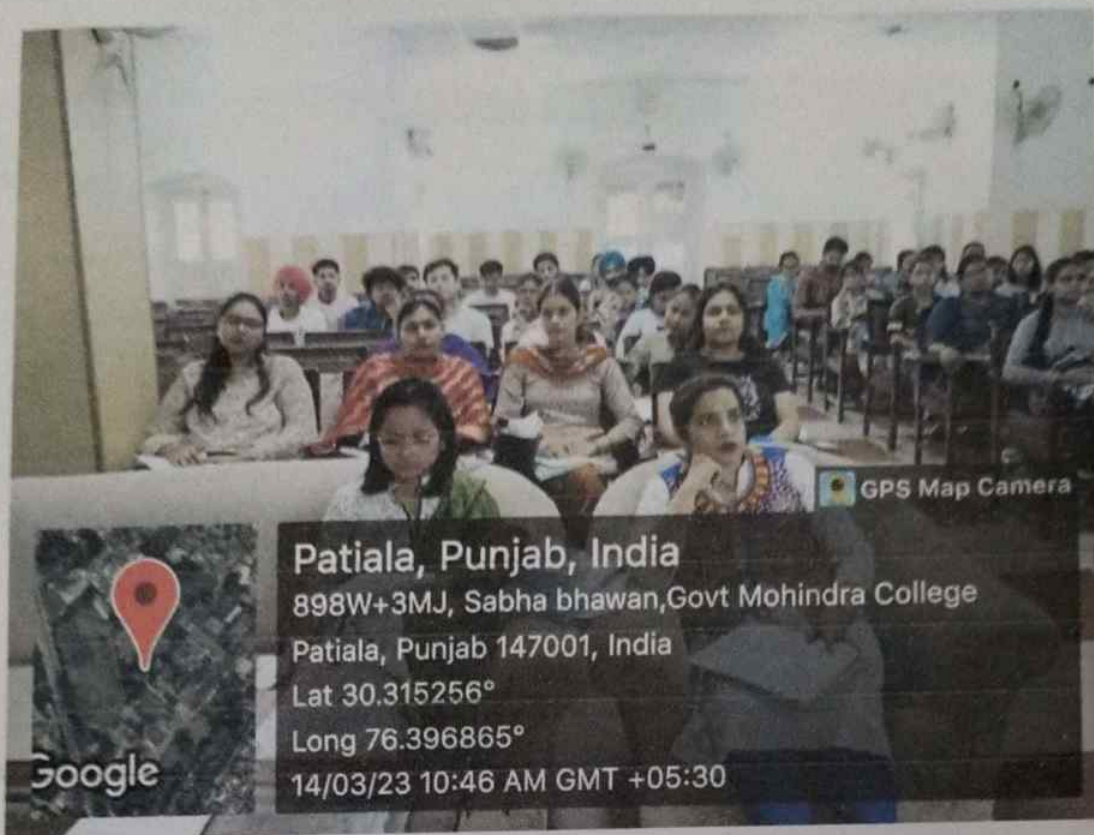 GPS Map Camera
Patiala, Punjab, India
898W+3MJ, Sabha bhawan,Govt Mohindra College
Patiala, Punjab 147001, India
Lat 30.315256°
Long 76.396865°
14/03/23 10:46 AM GMT +05:30
Google